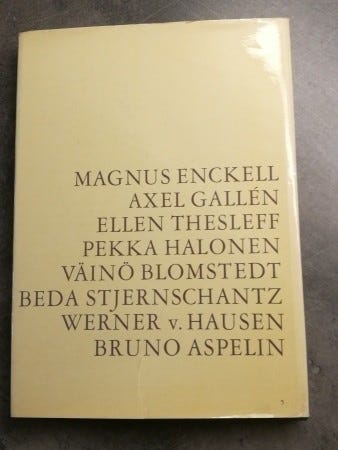 MAGNUS ENCKELL
AXEL GALLÉN
ELLEN THESLEFF
PEKKA HALONEN
VÄINÖ BLOMSTEDT
BEDA STJERNSCHANTZ
WERNER v. HAUSEN
BRUNO ASPELIN